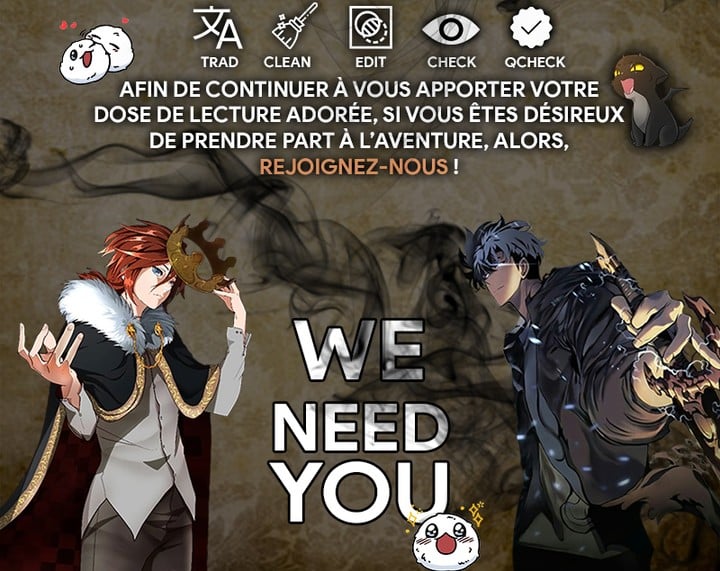 TRAD CLEAN EDIT CHECK QCHECK
AFIN DE CONTINUER À VOUS APPORTER VOTRE
DOSE DE LECTURE ADORÉE, SI VOUS ÊTES DÉSIREUX
DE PRENDRE PART À L’AVENTURE, ALORS,
REJOIGNEZ-NOUS !
WE
NEED
YOU